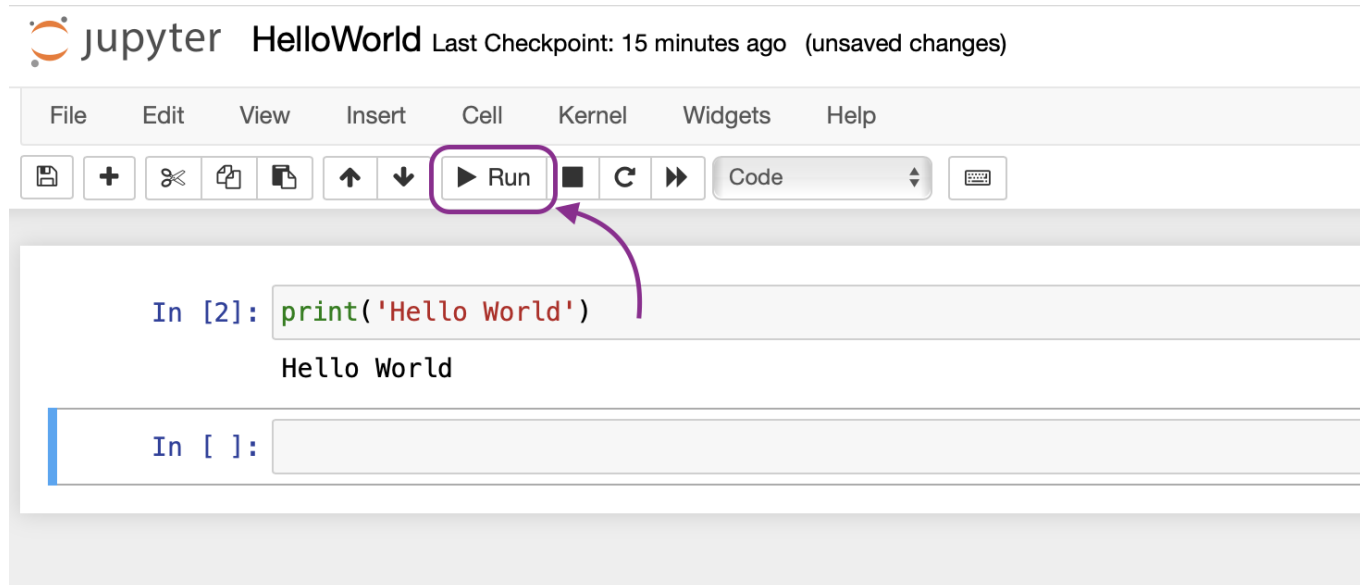 jupyter HelloWorld Last Checkpoint: 15 minutes ago (unsaved changes)
File Edit View Insert Cell Kernel Widgets Help
Run Code
In [2]: print('Hello World')
Hello World
In [ ]: